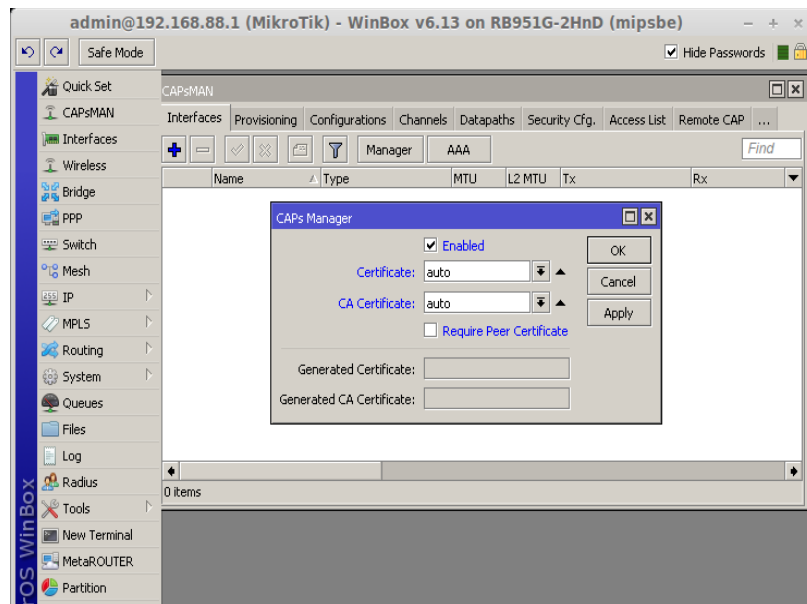 admin@192.168.88.1 (MikroTik) - WinBox v6.13 on RB951G-2HnD (mipsbe)
Safe Mode
Hide Passwords
Quick Set
CAPsMAN
Interfaces
Wireless
Bridge
PPP
Switch
Mesh
IP
MPLS
Routing
System
Queues
Files
Log
Radius
Tools
New Terminal
MetaROUTER
Partition
OS WinBox
CAPsMAN
Interfaces Provisioning Configurations Channels Datapaths Security Cfg. Access List Remote CAP ...
Manager AAA Find
Name Type MTU L2 MTU Tx Rx
CAPs Manager
Enabled
Certificate: auto
CA Certificate: auto
Require Peer Certificate
Generated Certificate:
Generated CA Certificate:
OK
Cancel
Apply
0 items